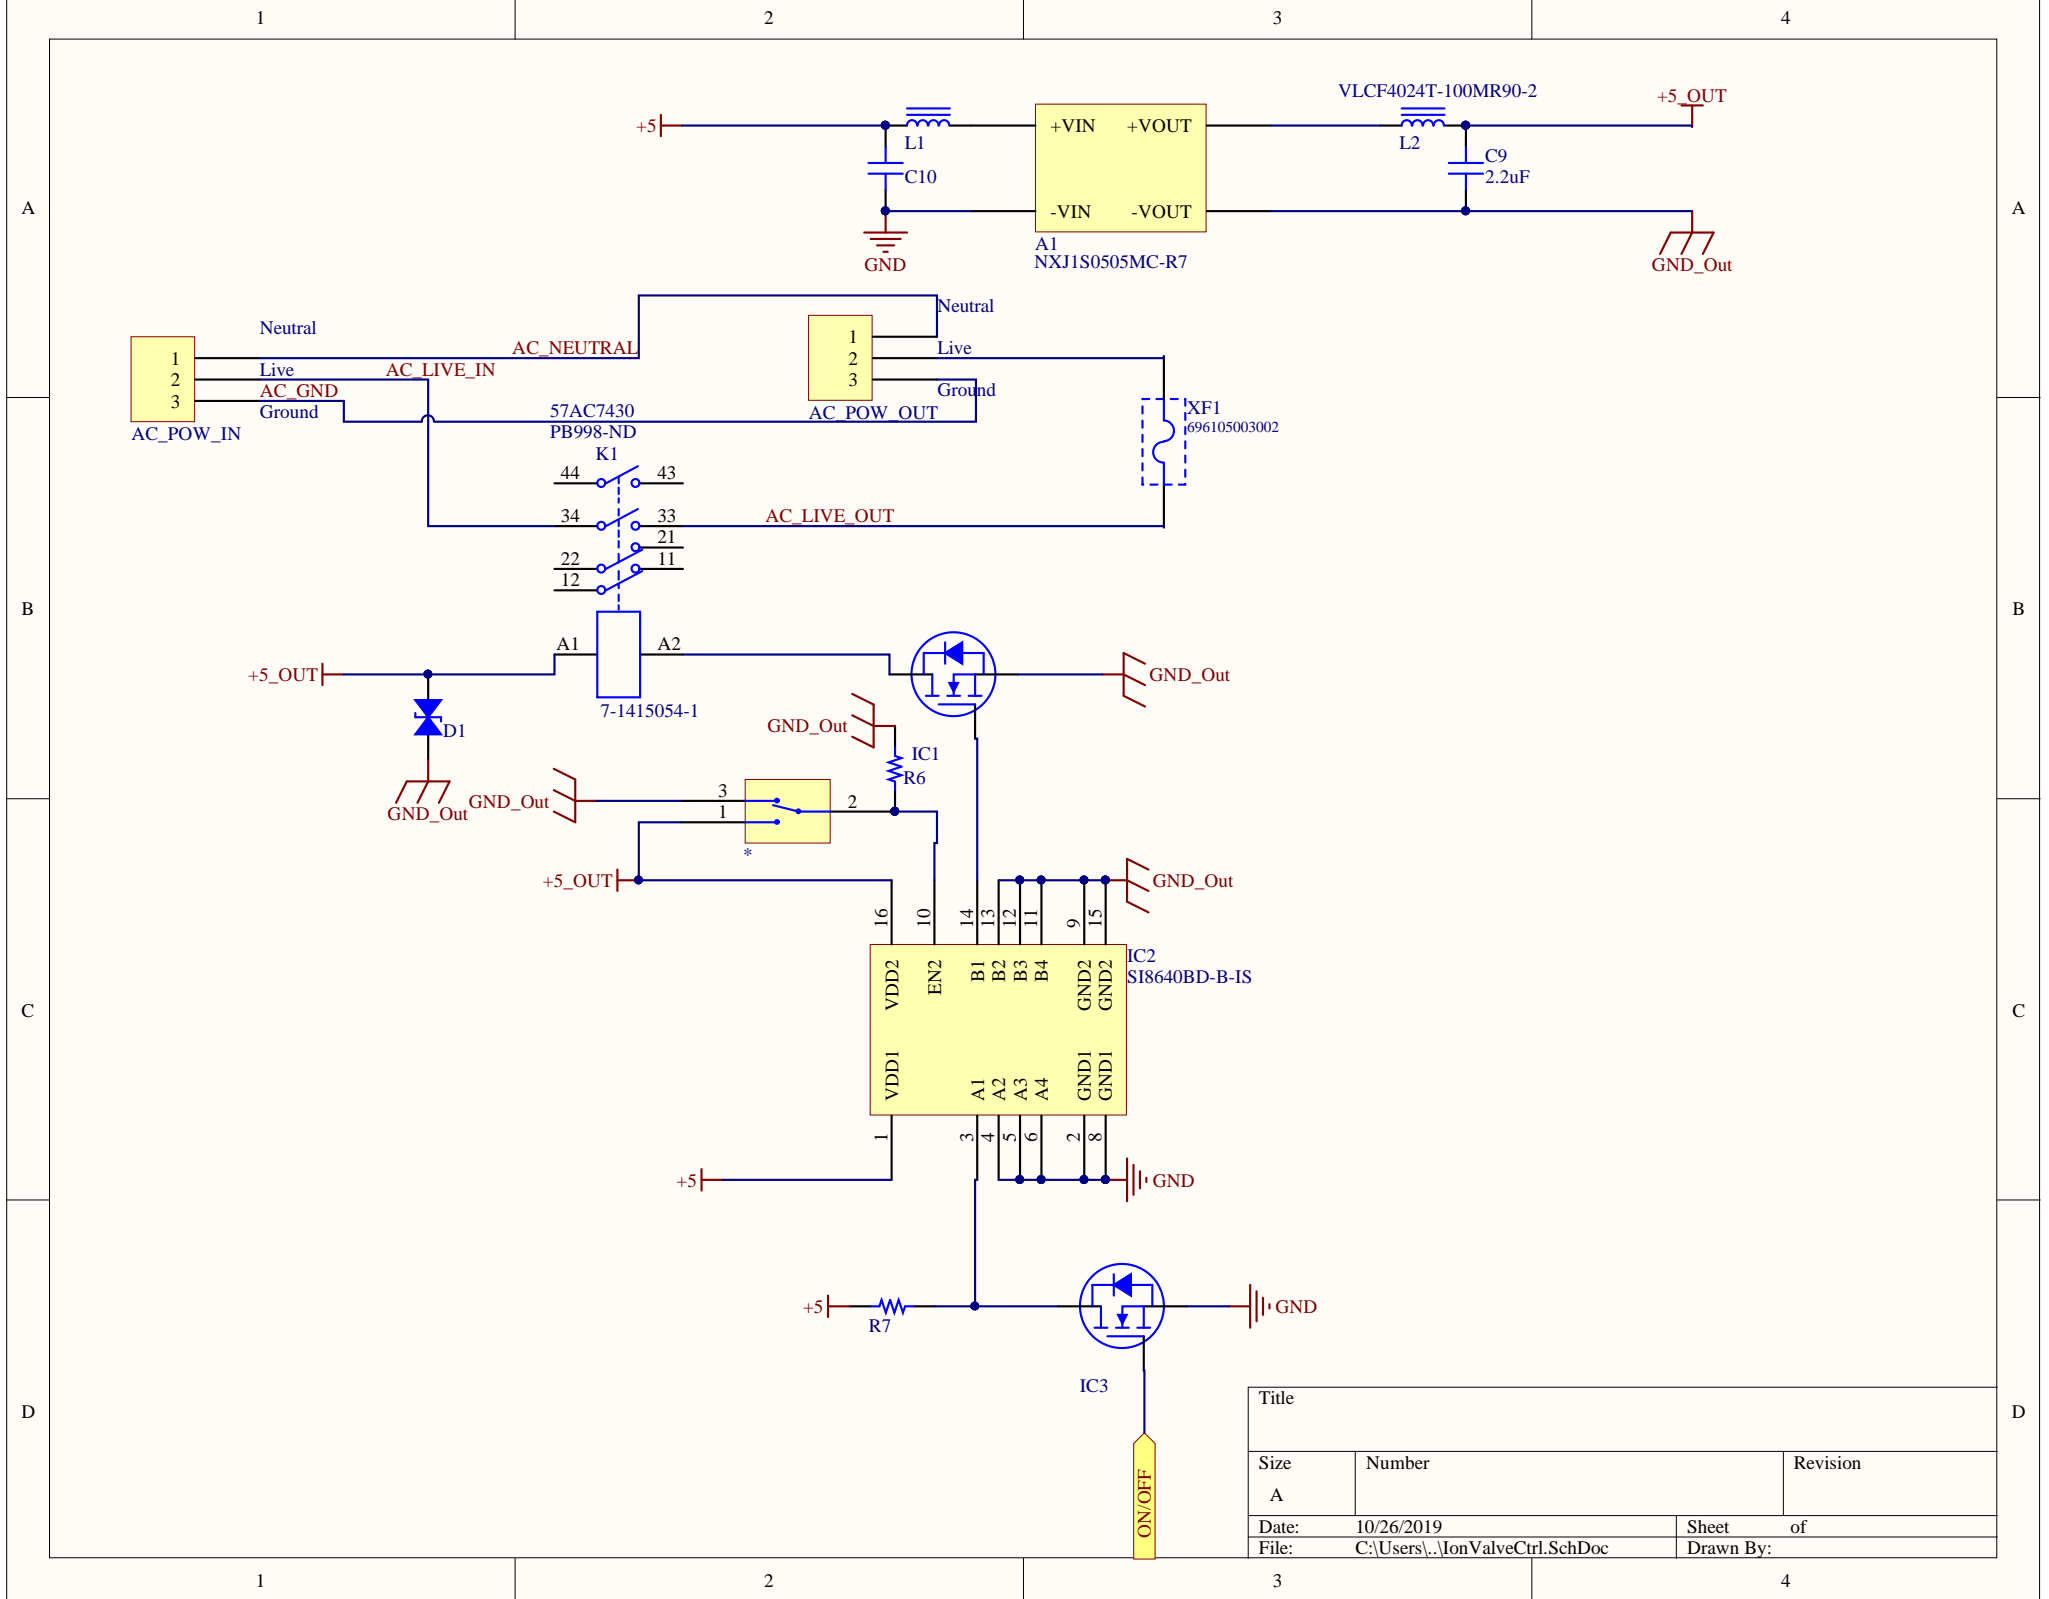 1 2 3 4
VLCF4024T-100MR90-2
+5_OUT
+5
+VIN +VOUT
L1
L2
C9
2.2uF
C10
A A
-VIN -VOUT
A1
NXJ1S0505MC-R7
GND
GND_Out
Neutral
Neutral
1
AC_NEUTRAL
Live
1
2
Live
AC_LIVE_IN
2
3
AC_GND
Ground
3
Ground
57AC7430
AC_POW_OUT
XF1
696105003002
AC_POW_IN
PB998-ND
K1
44 43
34 33
AC_LIVE_OUT
21
22 11
12
B B
A1 A2
+5_OUT
GND_Out
7-1415054-1
D1
GND_Out
IC1
R6
3
GND_Out
2
1
GND_Out
*
+5_OUT
GND_Out
16 10 14 13 12 11 9 15
IC2
SI8640BD-B-IS
VDD2 EN2 B1 B2 B3 B4 GND2 GND2
C C
VDD1 A1 A2 A3 A4 GND1 GND1
1 3 4 5 6 2 8
+5
GND
+5
R7
GND
IC3
D D
ON/OFF
Title
Size Number Revision
A
Date: 10/26/2019 Sheet of
File: C:\Users\..\IonValveCtrl.SchDoc Drawn By:
1 2 3 4